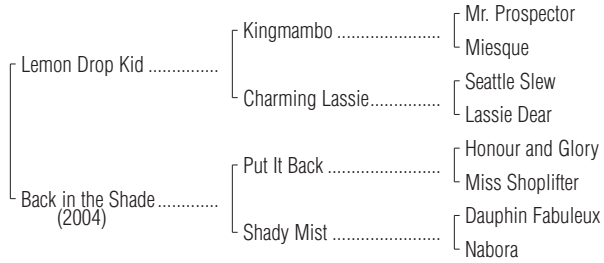 Mr. Prospector
Kingmambo ..................
Miesque
Lemon Drop Kid ..............
Seattle Slew
Charming Lassie..............
Lassie Dear
Honour and Glory
Put It Back ....................
Miss Shoplifter
Back in the Shade ............
(2004)
Dauphin Fabuleux
Shady Mist ...................
Nabora